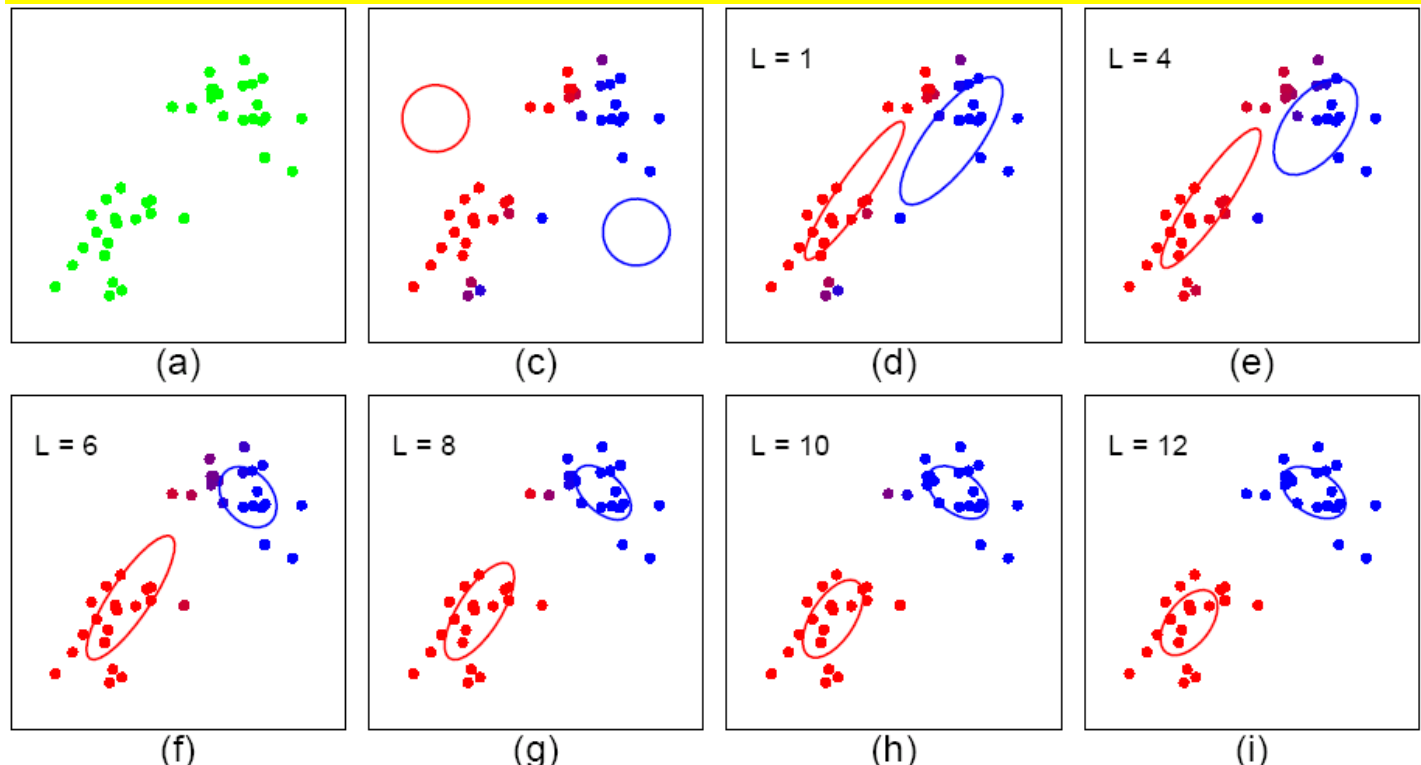 L = 1
L = 4
(a)
(c)
(d)
(e)
L = 6
L = 8
L = 10
L = 12
(f)
(g)
(h)
(i)